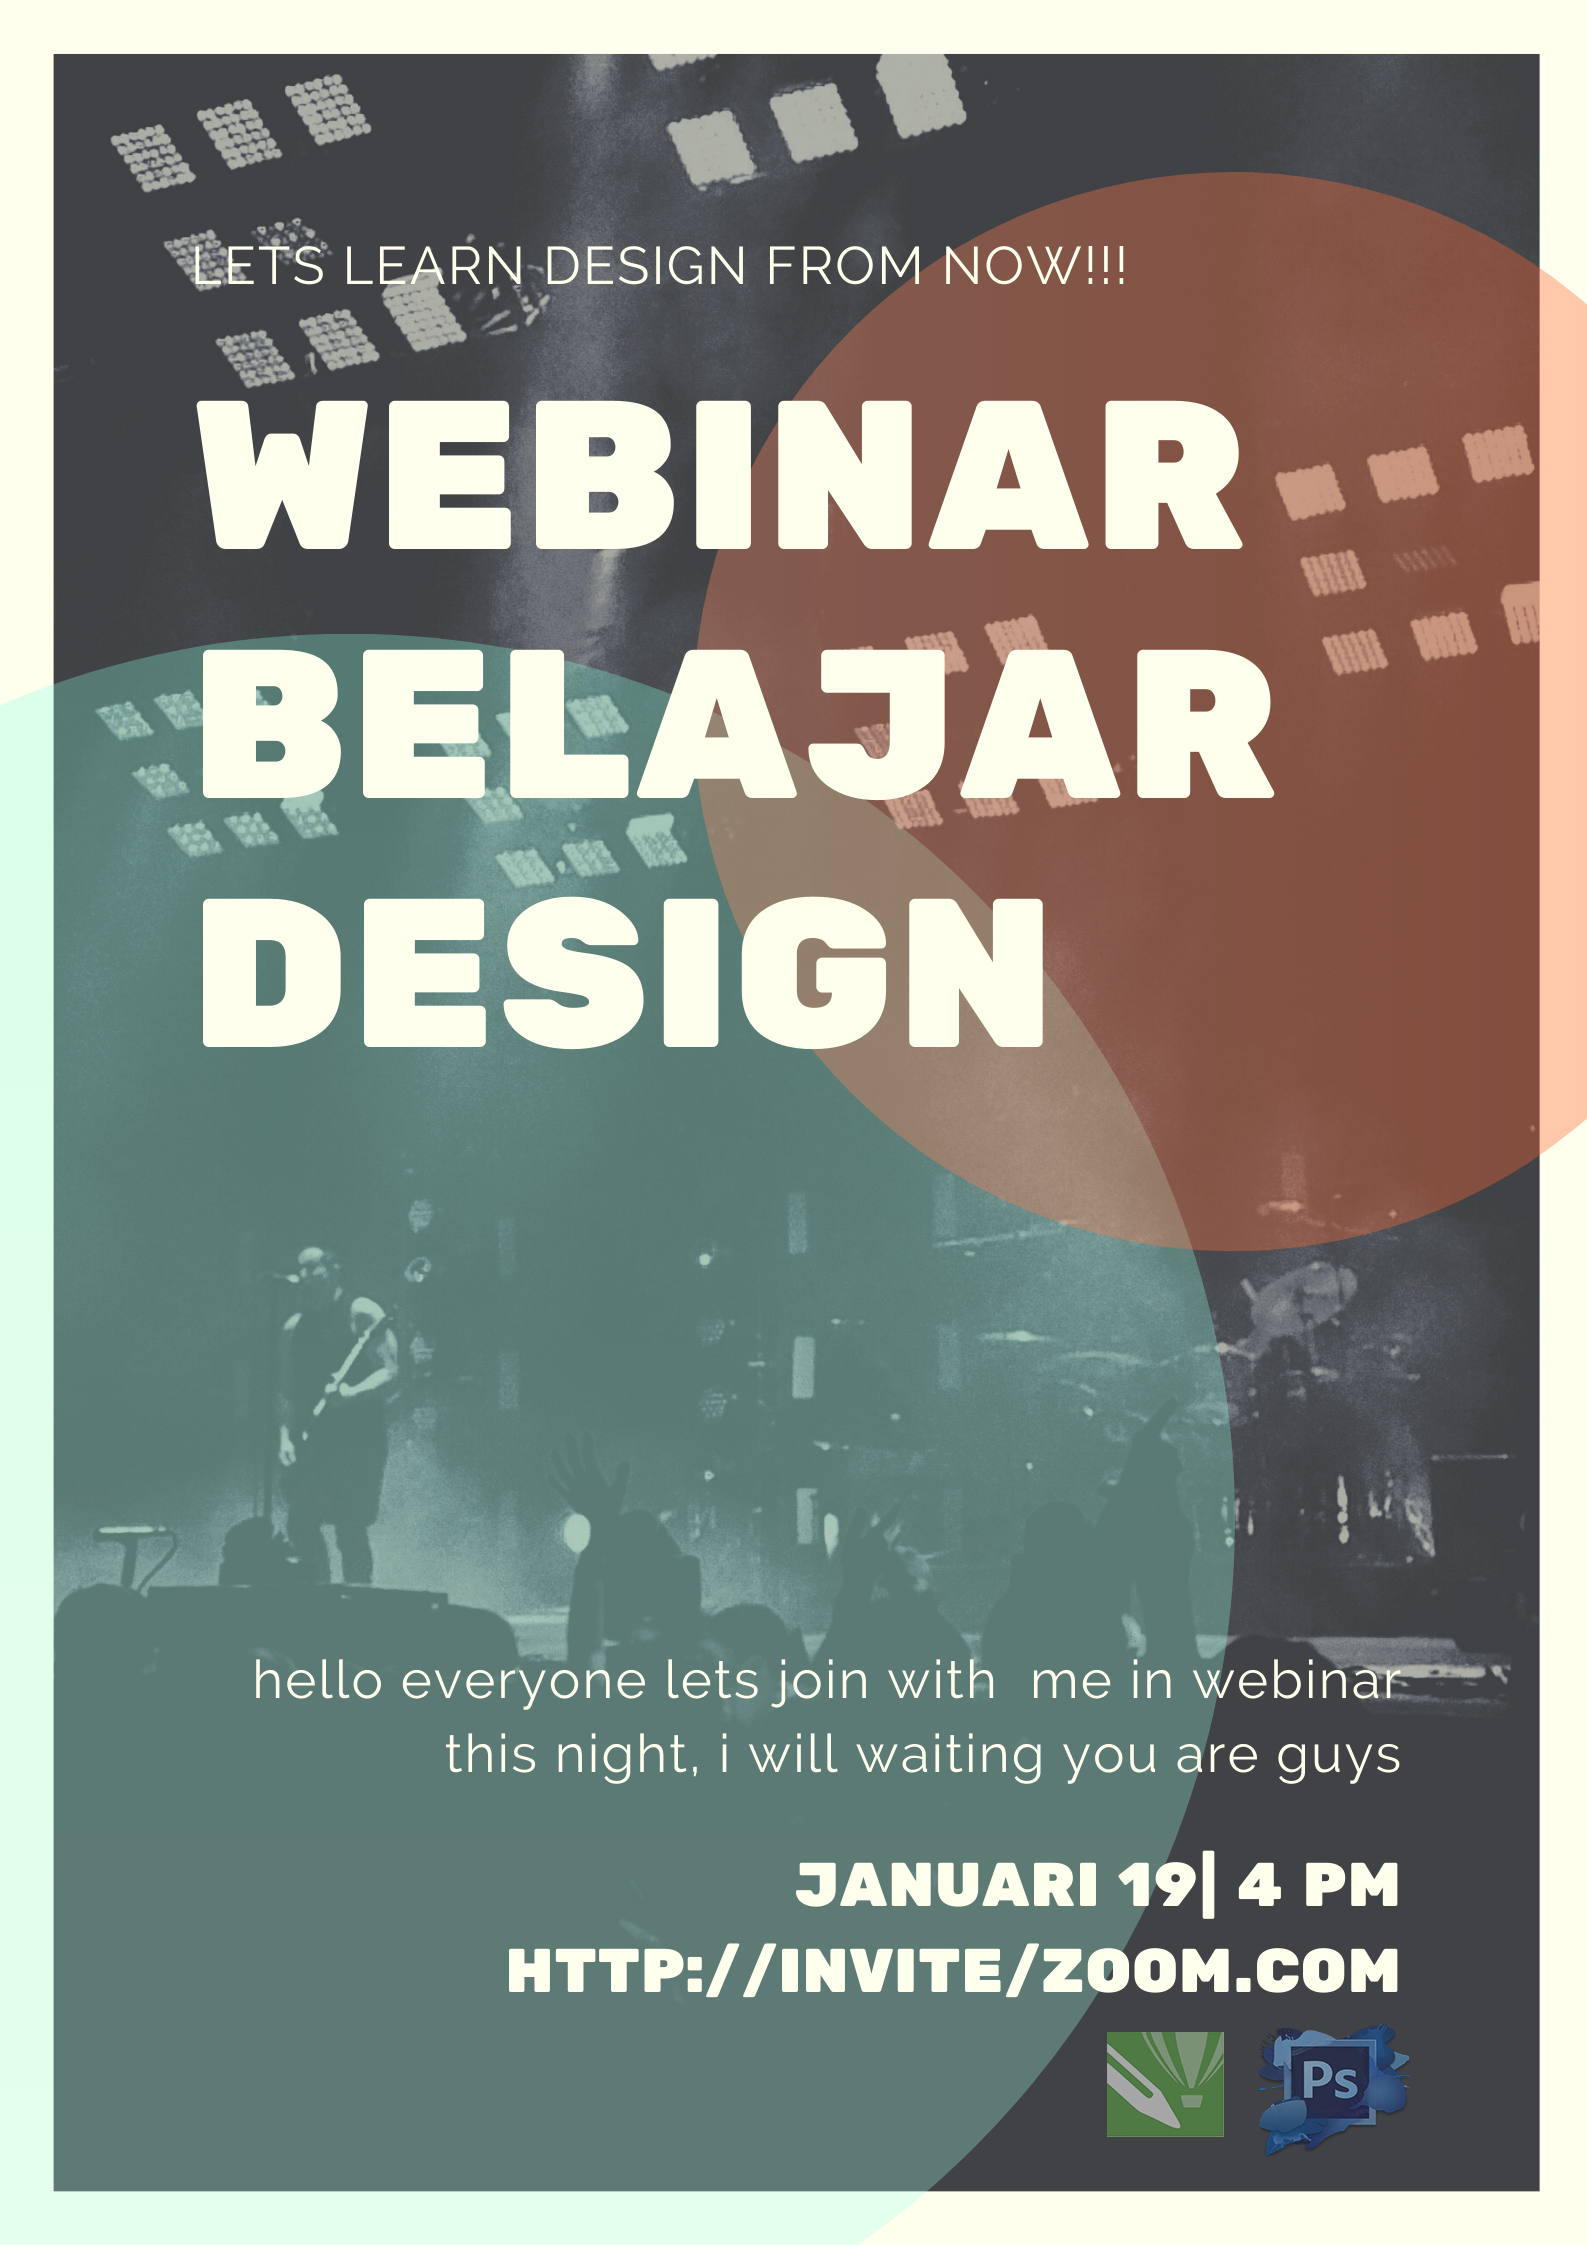 LETS LEARN DESIGN FROM NOW!!!
WEBINAR
BELAJAR
DESIGN
hello everyone lets join with  me in webinar
this night, i will waiting you are guys
JANUARI 19| 4 PM
HTTP://INVITE/ZOOM.COM
Ps